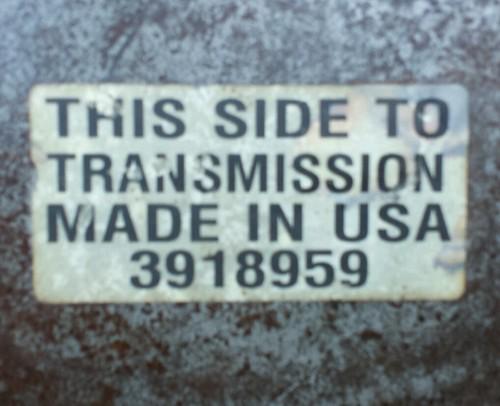 THIS SIDE TO
TRANSMISSION
MADE IN USA
3918959